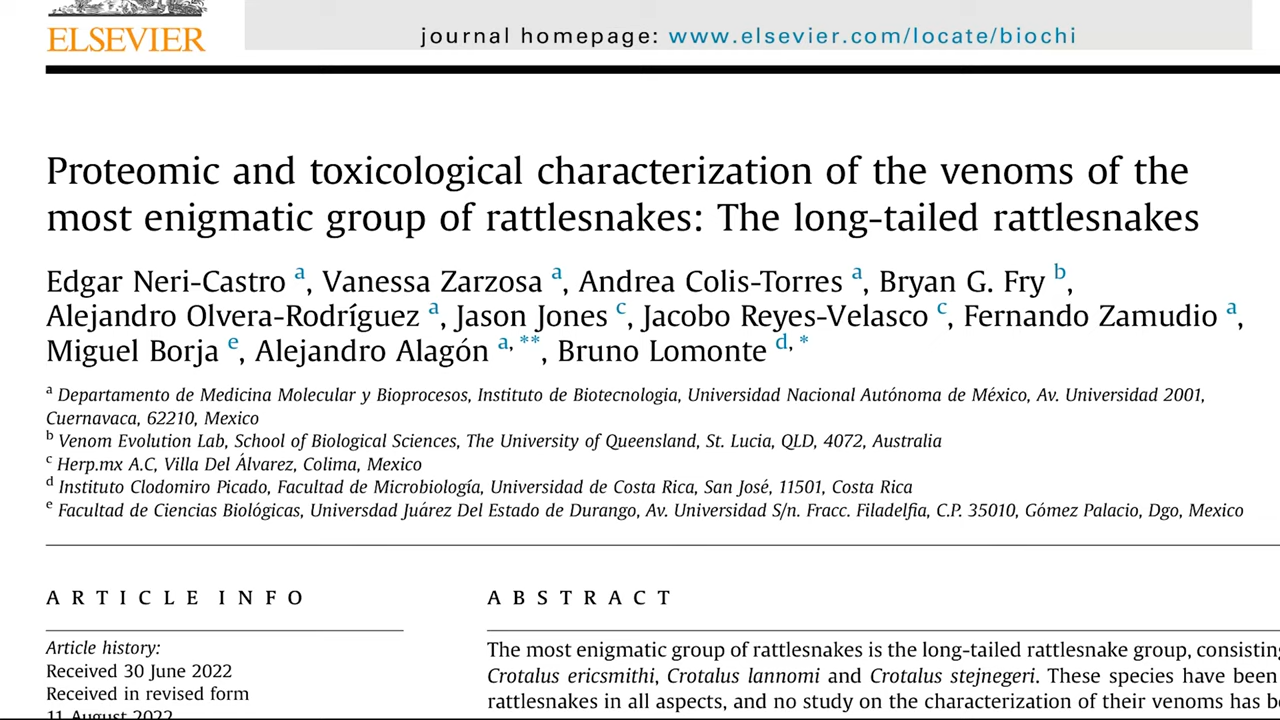 ELSEVIER
journal homepage: www.elsevier.com/locate/biochi
Proteomic and toxicological characterization of the venoms of the
most enigmatic group of rattlesnakes: The long-tailed rattlesnakes
Edgar Neri-Castro a, Vanessa Zarzosa a, Andrea Colis-Torres a, Bryan G. Fry b,
Alejandro Olvera-Rodríguez a, Jason Jones c, Jacobo Reyes-Velasco c, Fernando Zamudio a,
Miguel Borja e, Alejandro Alagón a, **, Bruno Lomonte d, *
a Departamento de Medicina Molecular y Bioprocesos, Instituto de Biotecnologia, Universidad Nacional Autónoma de México, Av. Universidad 2001,
Cuernavaca, 62210, Mexico
b Venom Evolution Lab, School of Biological Sciences, The University of Queensland, St. Lucia, QLD, 4072, Australia
c Herp.mx A.C, Villa Del Álvarez, Colima, Mexico
d Instituto Clodomiro Picado, Facultad de Microbiología, Universidad de Costa Rica, San José, 11501, Costa Rica
e Facultad de Ciencias Biológicas, Universdad Juárez Del Estado de Durango, Av. Universidad S/n. Fracc. Filadelfia, C.P. 35010, Gómez Palacio, Dgo, Mexico
ARTICLE INFO
Article history:
Received 30 June 2022
Received in revised form
11 August 2022
ABSTRACT
The most enigmatic group of rattlesnakes is the long-tailed rattlesnake group, consisting
Crotalus ericsmithi, Crotalus lannomi and Crotalus stejnegeri. These species have been
rattlesnakes in all aspects, and no study on the characterization of their venoms has